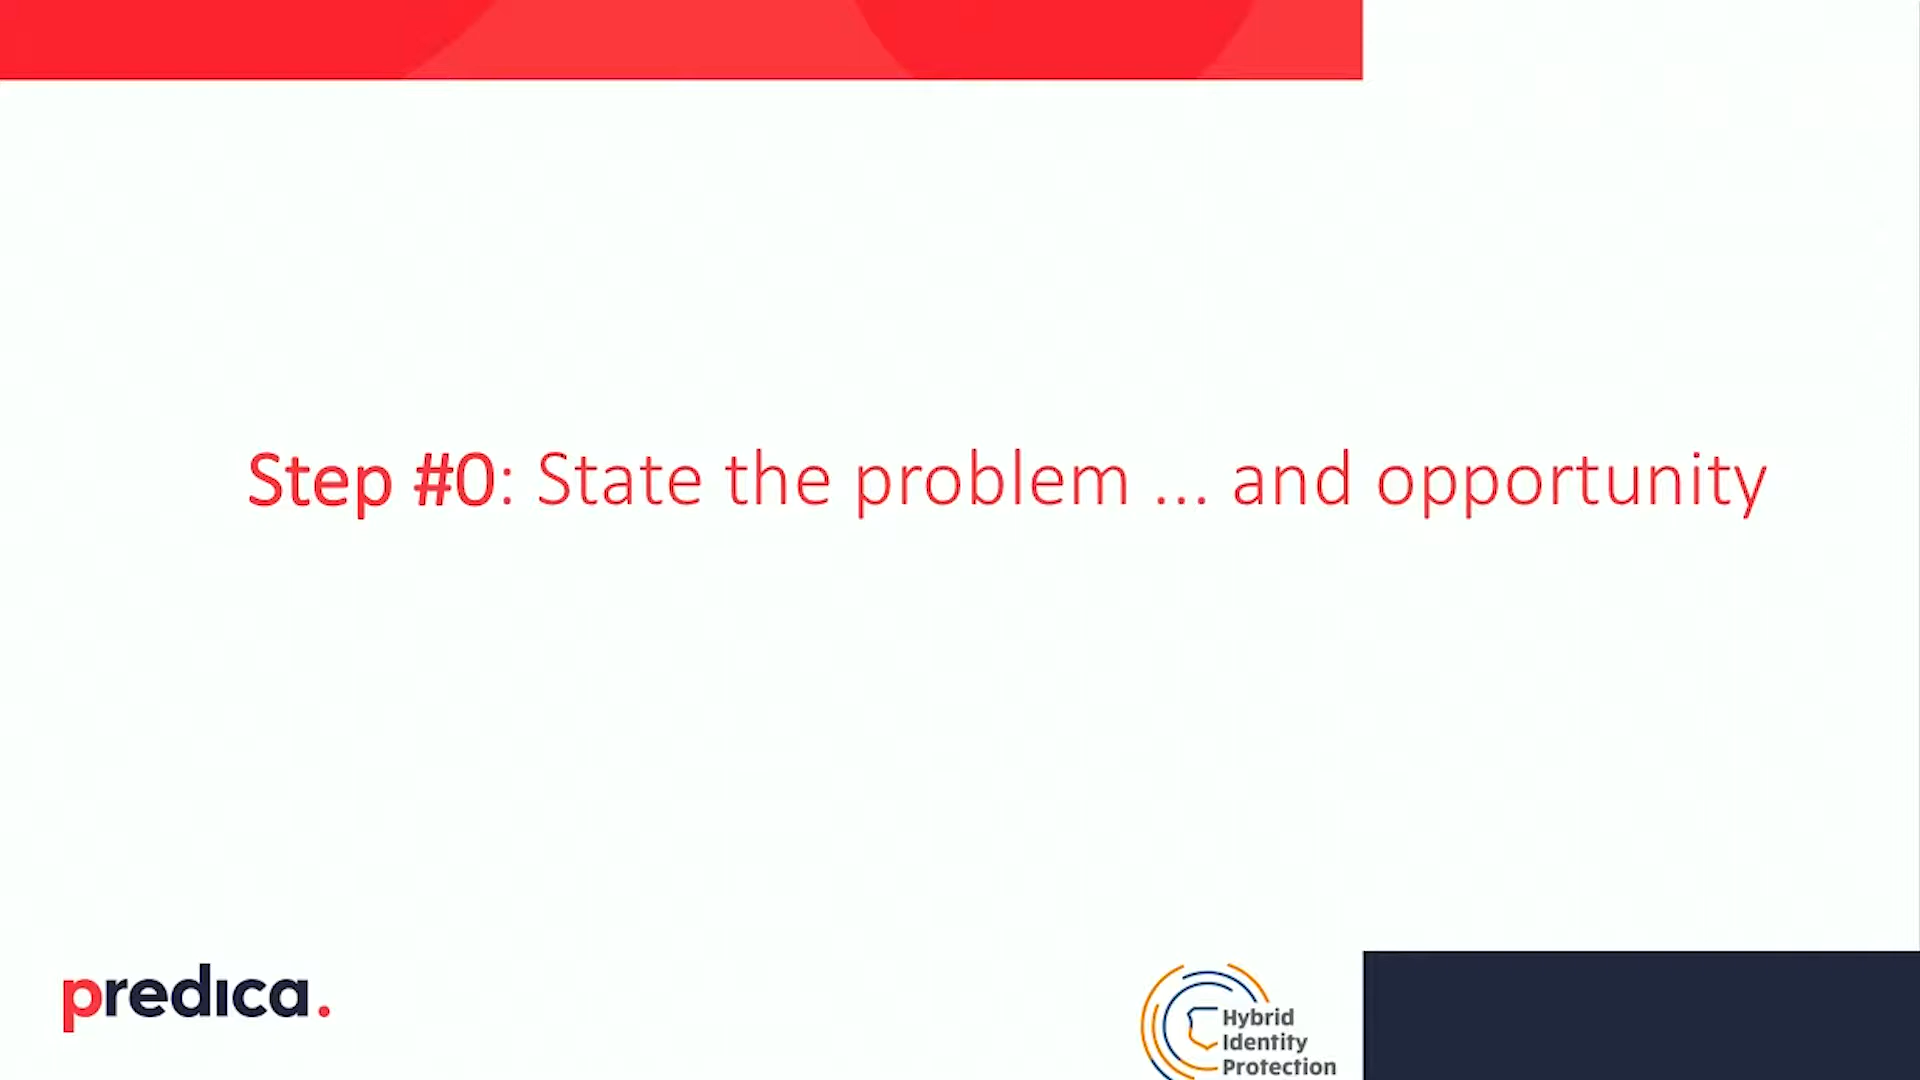 Step #0: State the problem ... and opportunity
predica.
Hybrid
Identity
Protection